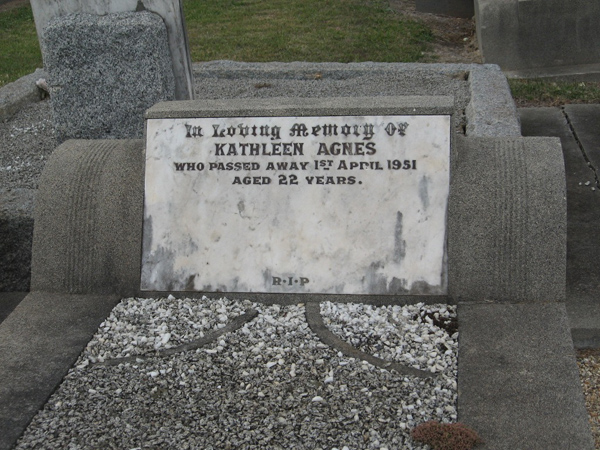 In Loving Memory of
KATHLEEN AGNES
WHO PASSED AWAY 1ST APRIL 1951
AGED 22 YEARS.
R·I·P